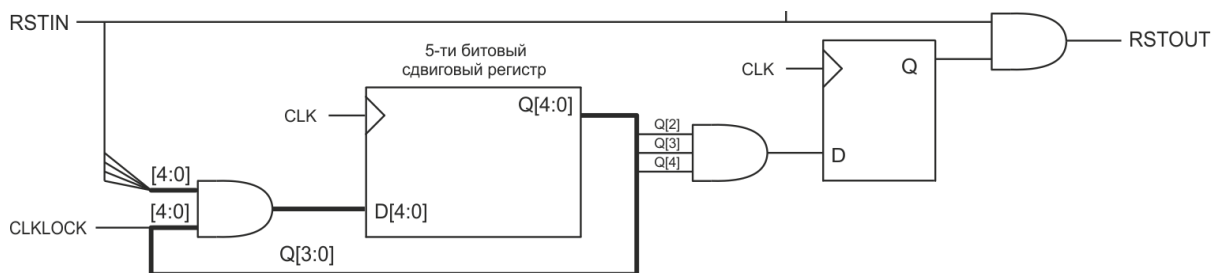 RSTIN
RSTOUT
5-ти битовый
сдвиговый регистр
CLK
Q
CLK
Q[4:0]
Q[2]
Q[3]
Q[4]
D
[4:0]
[4:0]
D[4:0]
CLKLOCK
Q[3:0]